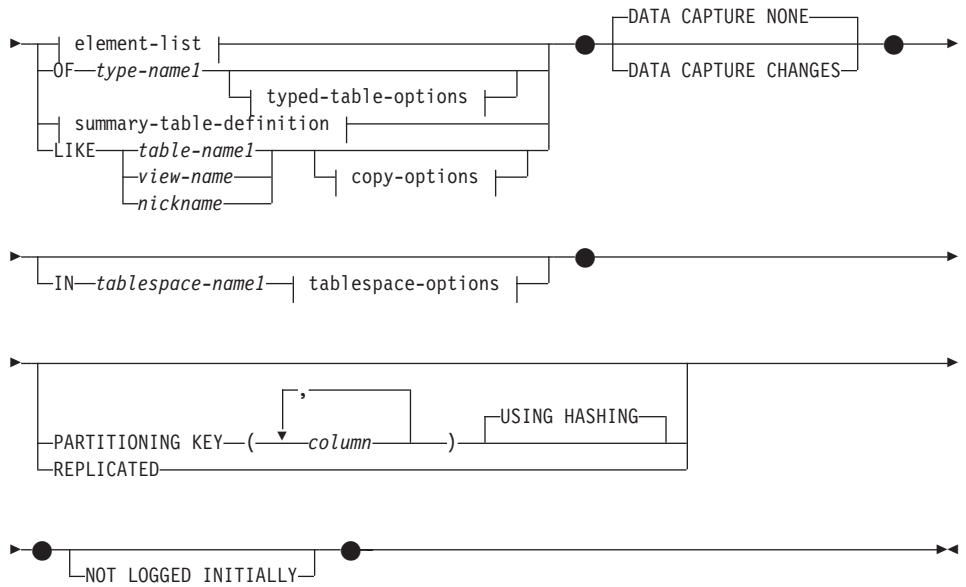 DATA CAPTURE NONE
element-list
OF type-name1
DATA CAPTURE CHANGES
typed-table-options
summary-table-definition
LIKE table-name1
view-name
copy-options
nickname
IN tablespace-name1 tablespace-options
,
USING HASHING
PARTITIONING KEY ( column )
REPLICATED
NOT LOGGED INITIALLY